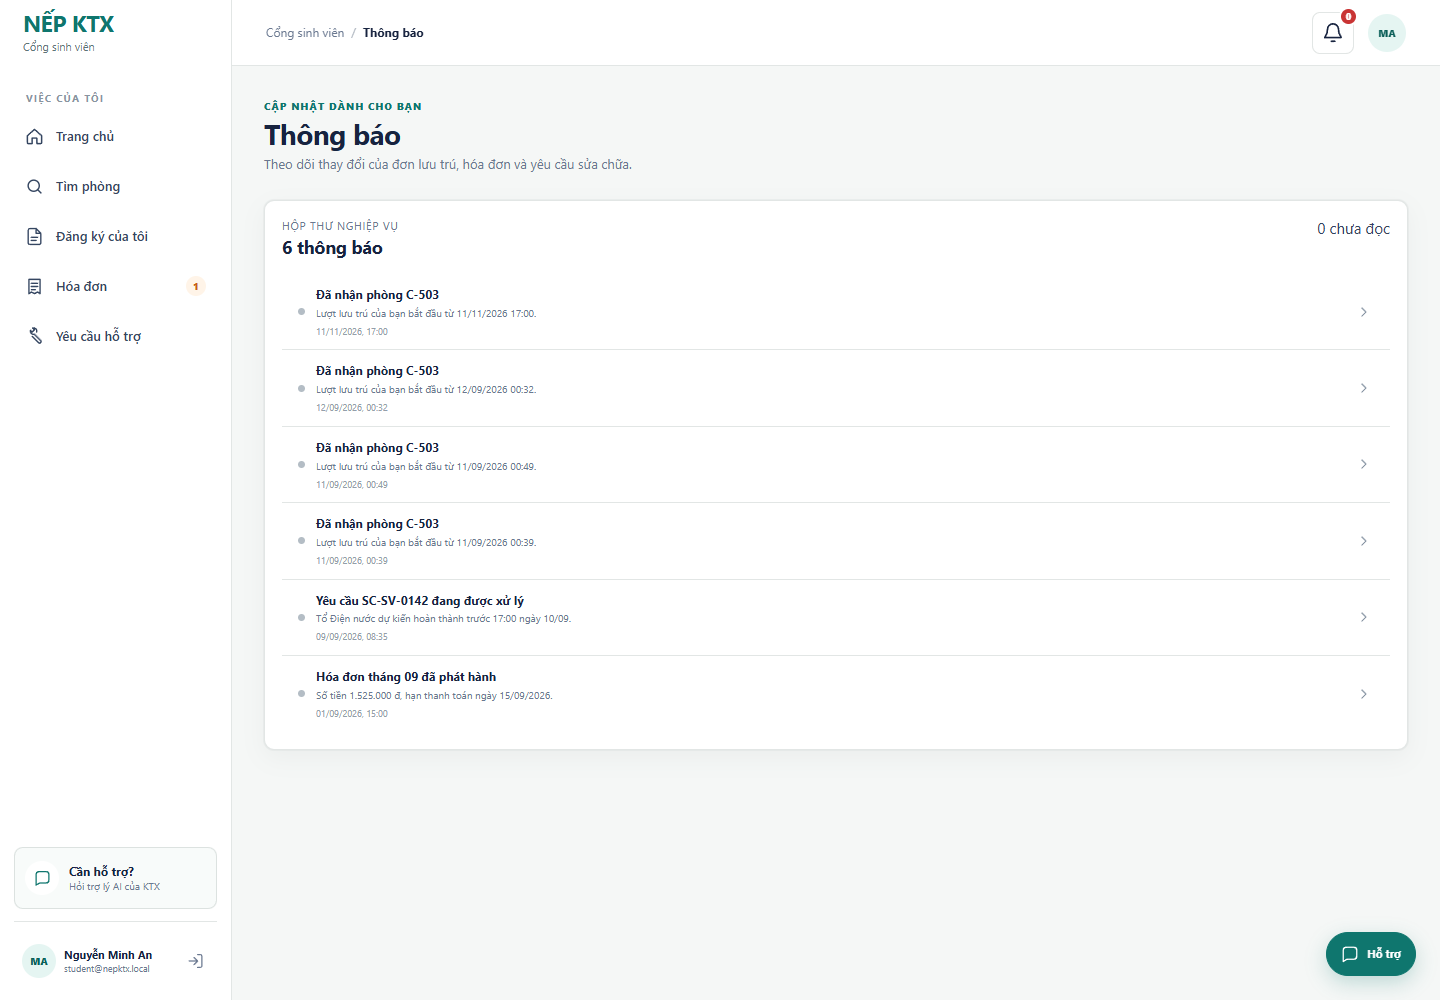 NẾP KTX
Cổng sinh viên
VIỆC CỦA TÔI
Trang chủ
Tìm phòng
Đăng ký của tôi
Hóa đơn 1
Yêu cầu hỗ trợ
Cần hỗ trợ?
Hỏi trợ lý AI của KTX
MA
Nguyễn Minh An
student@nepktx.local
Cổng sinh viên / Thông báo
0
MA
CẬP NHẬT DÀNH CHO BẠN
Thông báo
Theo dõi thay đổi của đơn lưu trú, hóa đơn và yêu cầu sửa chữa.
HỘP THƯ NGHIỆP VỤ
6 thông báo
0 chưa đọc
Đã nhận phòng C-503
Lượt lưu trú của bạn bắt đầu từ 11/11/2026 17:00.
11/11/2026, 17:00
Đã nhận phòng C-503
Lượt lưu trú của bạn bắt đầu từ 12/09/2026 00:32.
12/09/2026, 00:32
Đã nhận phòng C-503
Lượt lưu trú của bạn bắt đầu từ 11/09/2026 00:49.
11/09/2026, 00:49
Đã nhận phòng C-503
Lượt lưu trú của bạn bắt đầu từ 11/09/2026 00:39.
11/09/2026, 00:39
Yêu cầu SC-SV-0142 đang được xử lý
Tổ Điện nước dự kiến hoàn thành trước 17:00 ngày 10/09.
09/09/2026, 08:35
Hóa đơn tháng 09 đã phát hành
Số tiền 1.525.000 đ, hạn thanh toán ngày 15/09/2026.
01/09/2026, 15:00
Hỗ trợ